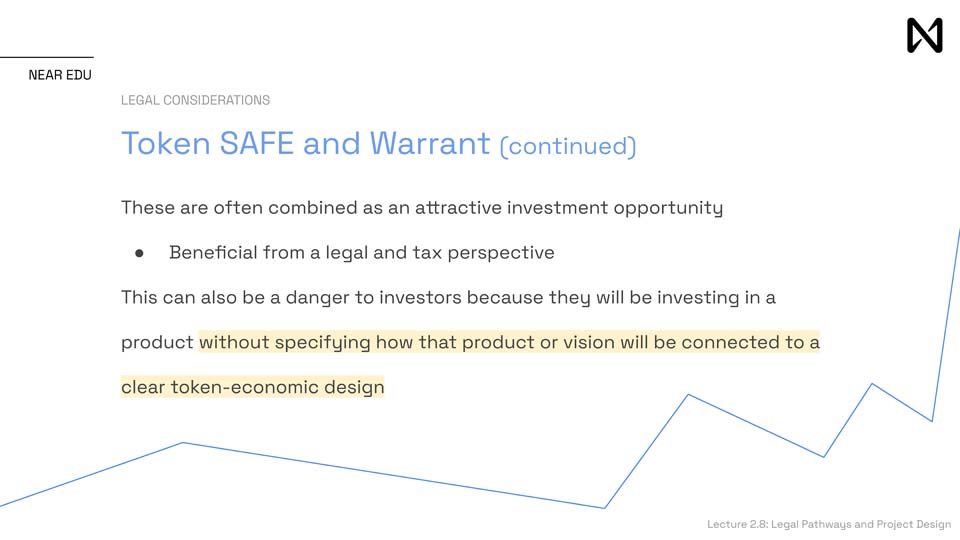 NEAR EDU
LEGAL CONSIDERATIONS
Token SAFE and Warrant (continued)
These are often combined as an attractive investment opportunity
● Beneficial from a legal and tax perspective
This can also be a danger to investors because they will be investing in a
product without specifying how that product or vision will be connected to a
clear token-economic design
Lecture 2.8: Legal Pathways and Project Design